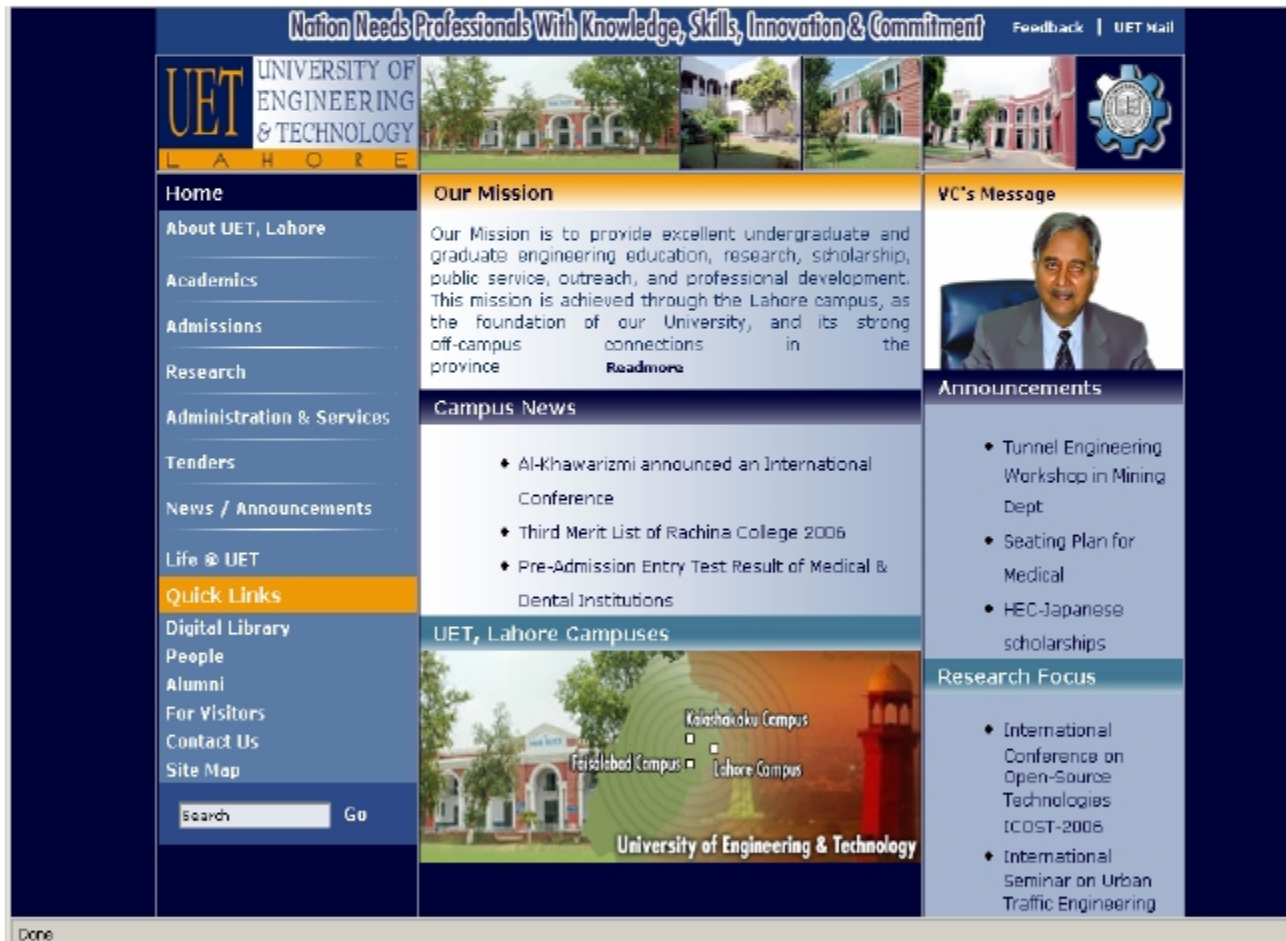 Nation Needs Professionals With Knowledge, Skills, Innovation & Commitment
Feedback | UET Mail
UET
UNIVERSITY OF
ENGINEERING
& TECHNOLOGY
LAHORE
Home
About UET, Lahore
Academics
Admissions
Research
Administration & Services
Tenders
News / Announcements
Life @ UET
Quick Links
Digital Library
People
Alumni
For Visitors
Contact Us
Site Map
Search
Go
Our Mission
Our Mission is to provide excellent undergraduate and
graduate engineering education, research, scholarship,
public service, outreach, and professional development.
This mission is achieved through the Lahore campus, as
the foundation of our University, and its strong
off-campus connections in the
province Readmore
Campus News
Al-Khawarizmi announced an International
Conference
Third Merit List of Rachina College 2006
Pre-Admission Entry Test Result of Medical &
Dental Institutions
UET, Lahore Campuses
Kalashakaku Campus
Faisalabad Campus
Lahore Campus
University of Engineering & Technology
VC's Message
Announcements
Tunnel Engineering
Workshop in Mining
Dept
Seating Plan for
Medical
HEC-Japanese
scholarships
Research Focus
International
Conference on
Open-Source
Technologies
ICOST-2006
International
Seminar on Urban
Traffic Engineering
Done